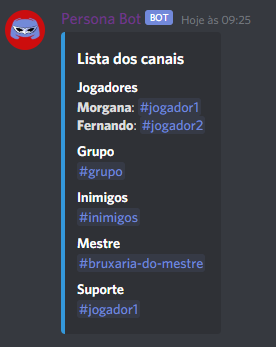 Persona Bot BOT Hoje às 09:25
Lista dos canais
Jogadores
Morgana: #jogador1
Fernando: #jogador2
Grupo
#grupo
Inimigos
#inimigos
Mestre
#bruxaria-do-mestre
Suporte
#jogador1